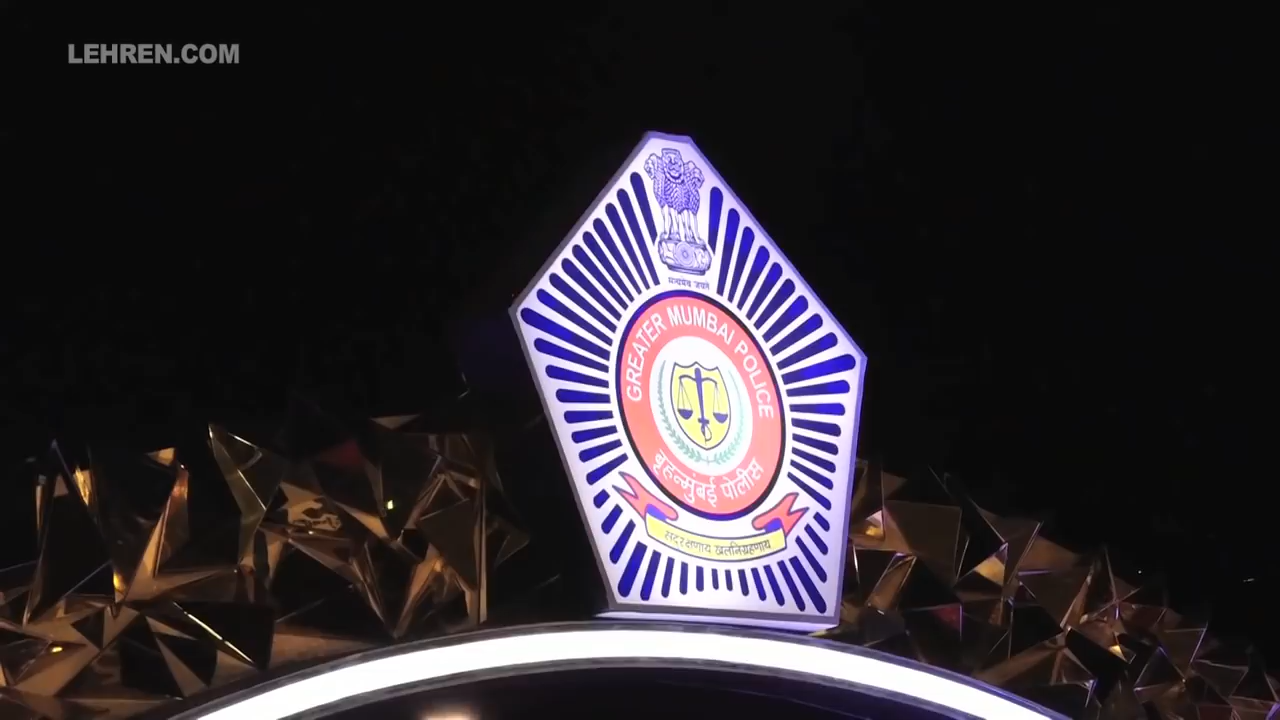 LEHREN.COM
सत्यमेव जयते
GREATER MUMBAI POLICE
बृहन्मुंबई पोलीस
सद्‌रक्षणाय खलनिग्रहणाय